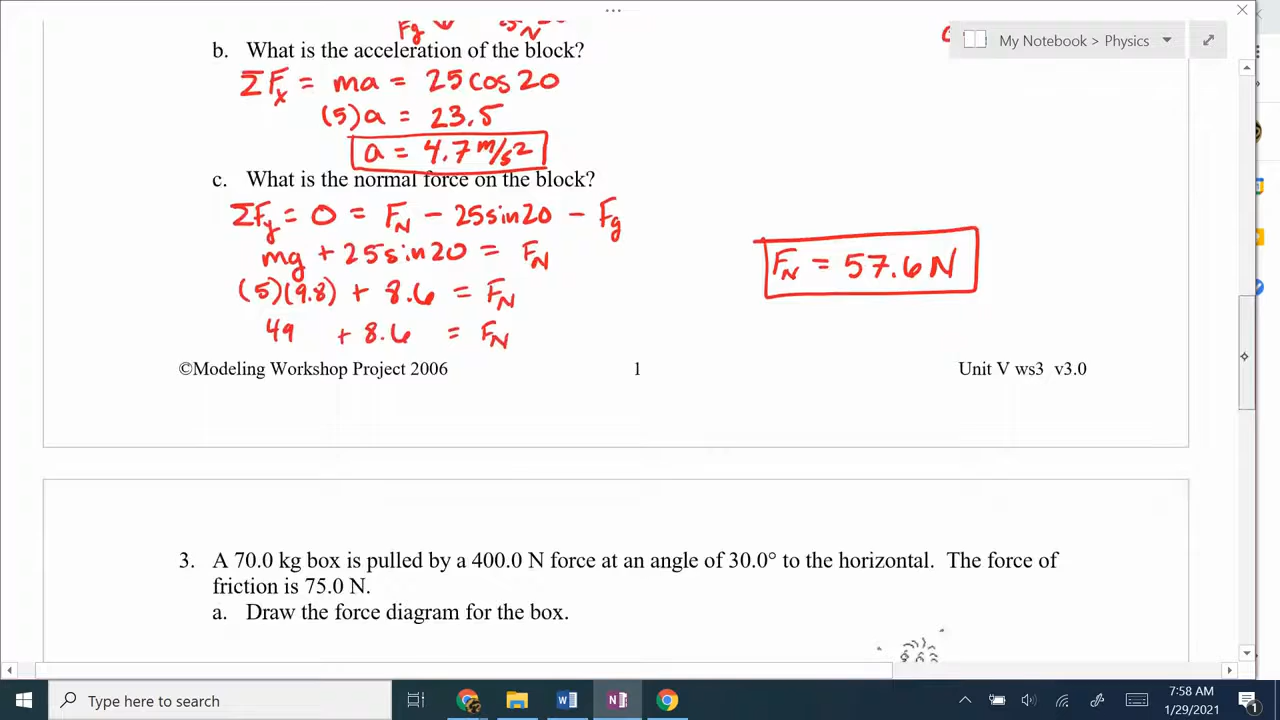 Fg
N
My Notebook > Physics
b. What is the acceleration of the block?
ΣFx = ma = 25cos20
(5)a = 23.5
a = 4.7 m/s²
c. What is the normal force on the block?
ΣFy = 0 = FN - 25sin20 - Fg
mg + 25sin20 = FN
FN = 57.6 N
(5)(9.8) + 8.6 = FN
49 + 8.6 = FN
©Modeling Workshop Project 2006 1 Unit V ws3 v3.0
3. A 70.0 kg box is pulled by a 400.0 N force at an angle of 30.0° to the horizontal. The force of
friction is 75.0 N.
a. Draw the force diagram for the box.
Type here to search
7:58 AM
1/29/2021